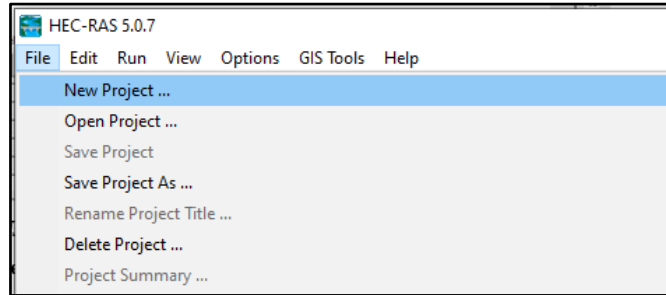 HEC-RAS 5.0.7
File Edit Run View Options GIS Tools Help
New Project ...
Open Project ...
Save Project
Save Project As ...
Rename Project Title ...
Delete Project ...
Project Summary ...